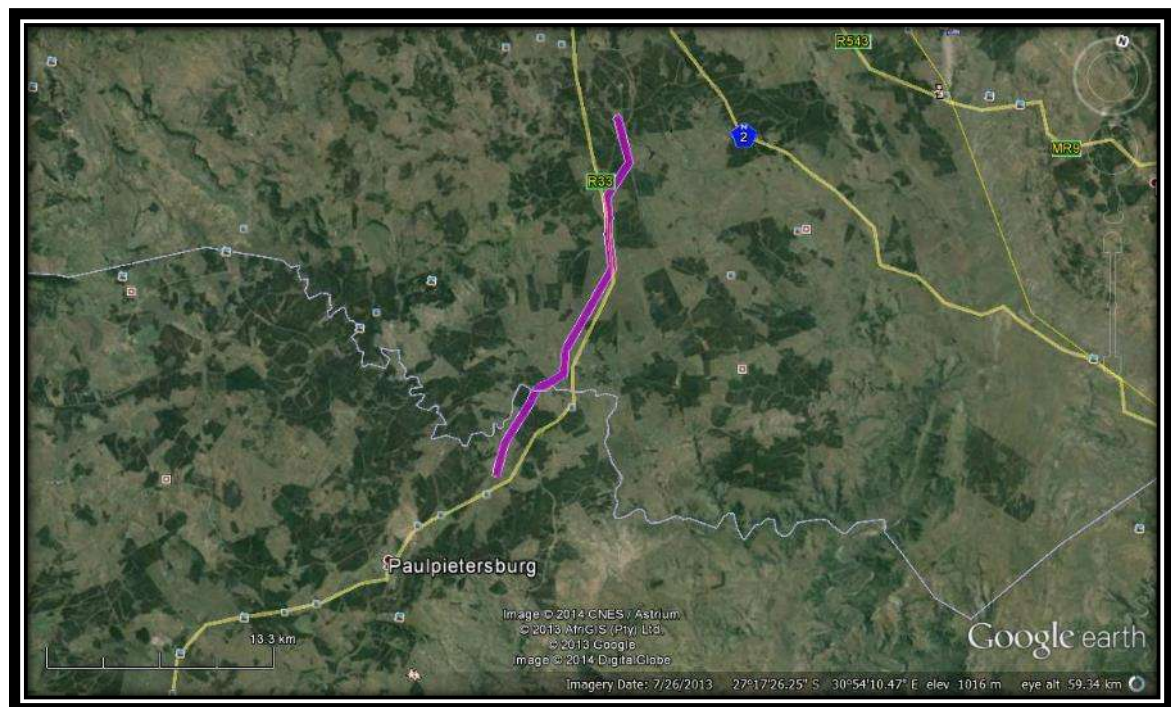 R543
N
2
MR9
R33
Paulpietersburg
13.3 km
Image © 2014 CNES / Astrium
© 2013 AfriGIS (Pty) Ltd.
© 2013 Google
Image © 2014 DigitalGlobe
Google earth
Imagery Date: 7/26/2013 -27°17'26.25" S 30°54'10.47" E elev 1016 m eye alt 59.34 km